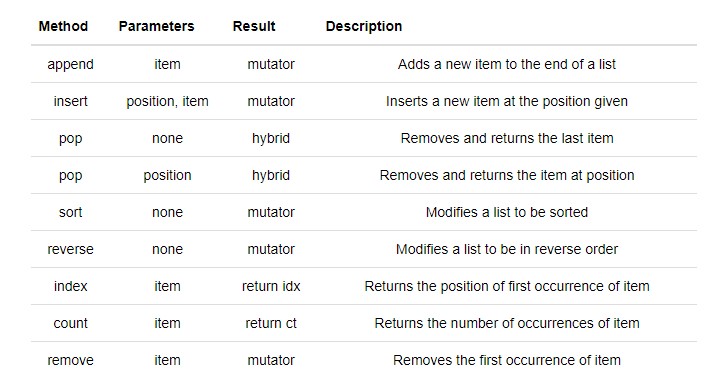 Method Parameters Result Description
append item mutator Adds a new item to the end of a list
insert position, item mutator Inserts a new item at the position given
pop none hybrid Removes and returns the last item
pop position hybrid Removes and returns the item at position
sort none mutator Modifies a list to be sorted
reverse none mutator Modifies a list to be in reverse order
index item return idx Returns the position of first occurrence of item
count item return ct Returns the number of occurrences of item
remove item mutator Removes the first occurrence of item